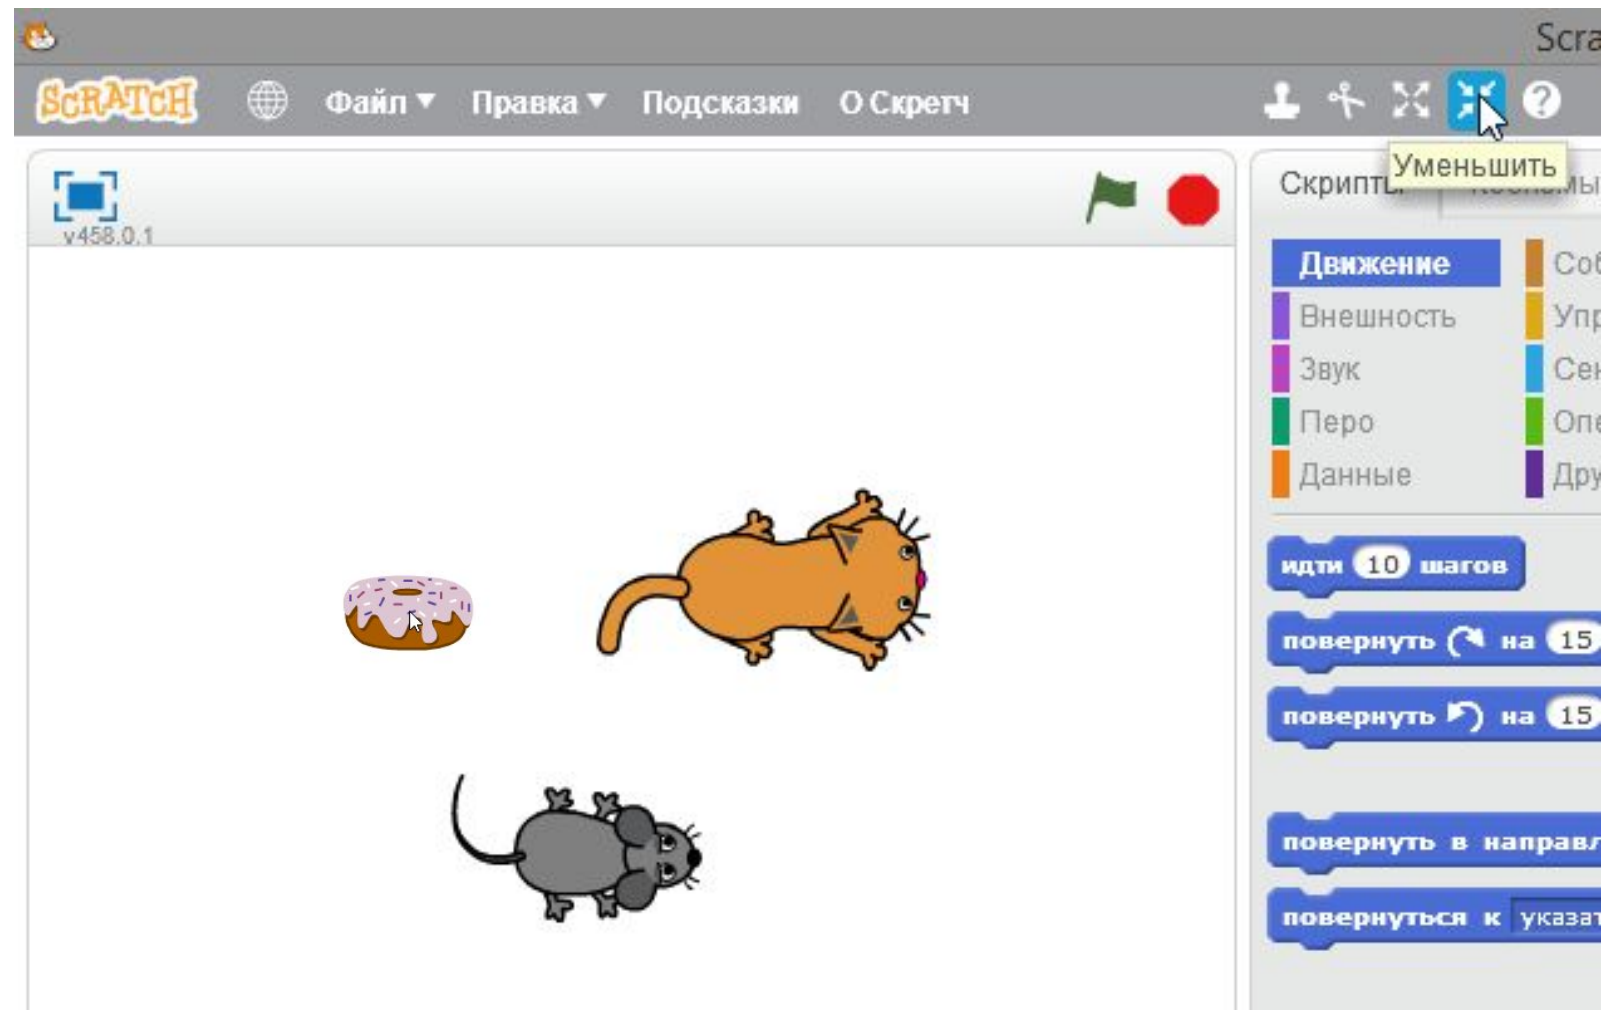 Scra
SCRATCH Файл Правка Подсказки О Скретч
Уменьшить
Скрипты
v458.0.1
Движение Соб
Внешность Упр
Звук Сен
Перо Опе
Данные Дру
идти 10 шагов
повернуть на 15
повернуть на 15
повернуть в направл
повернуться к указат